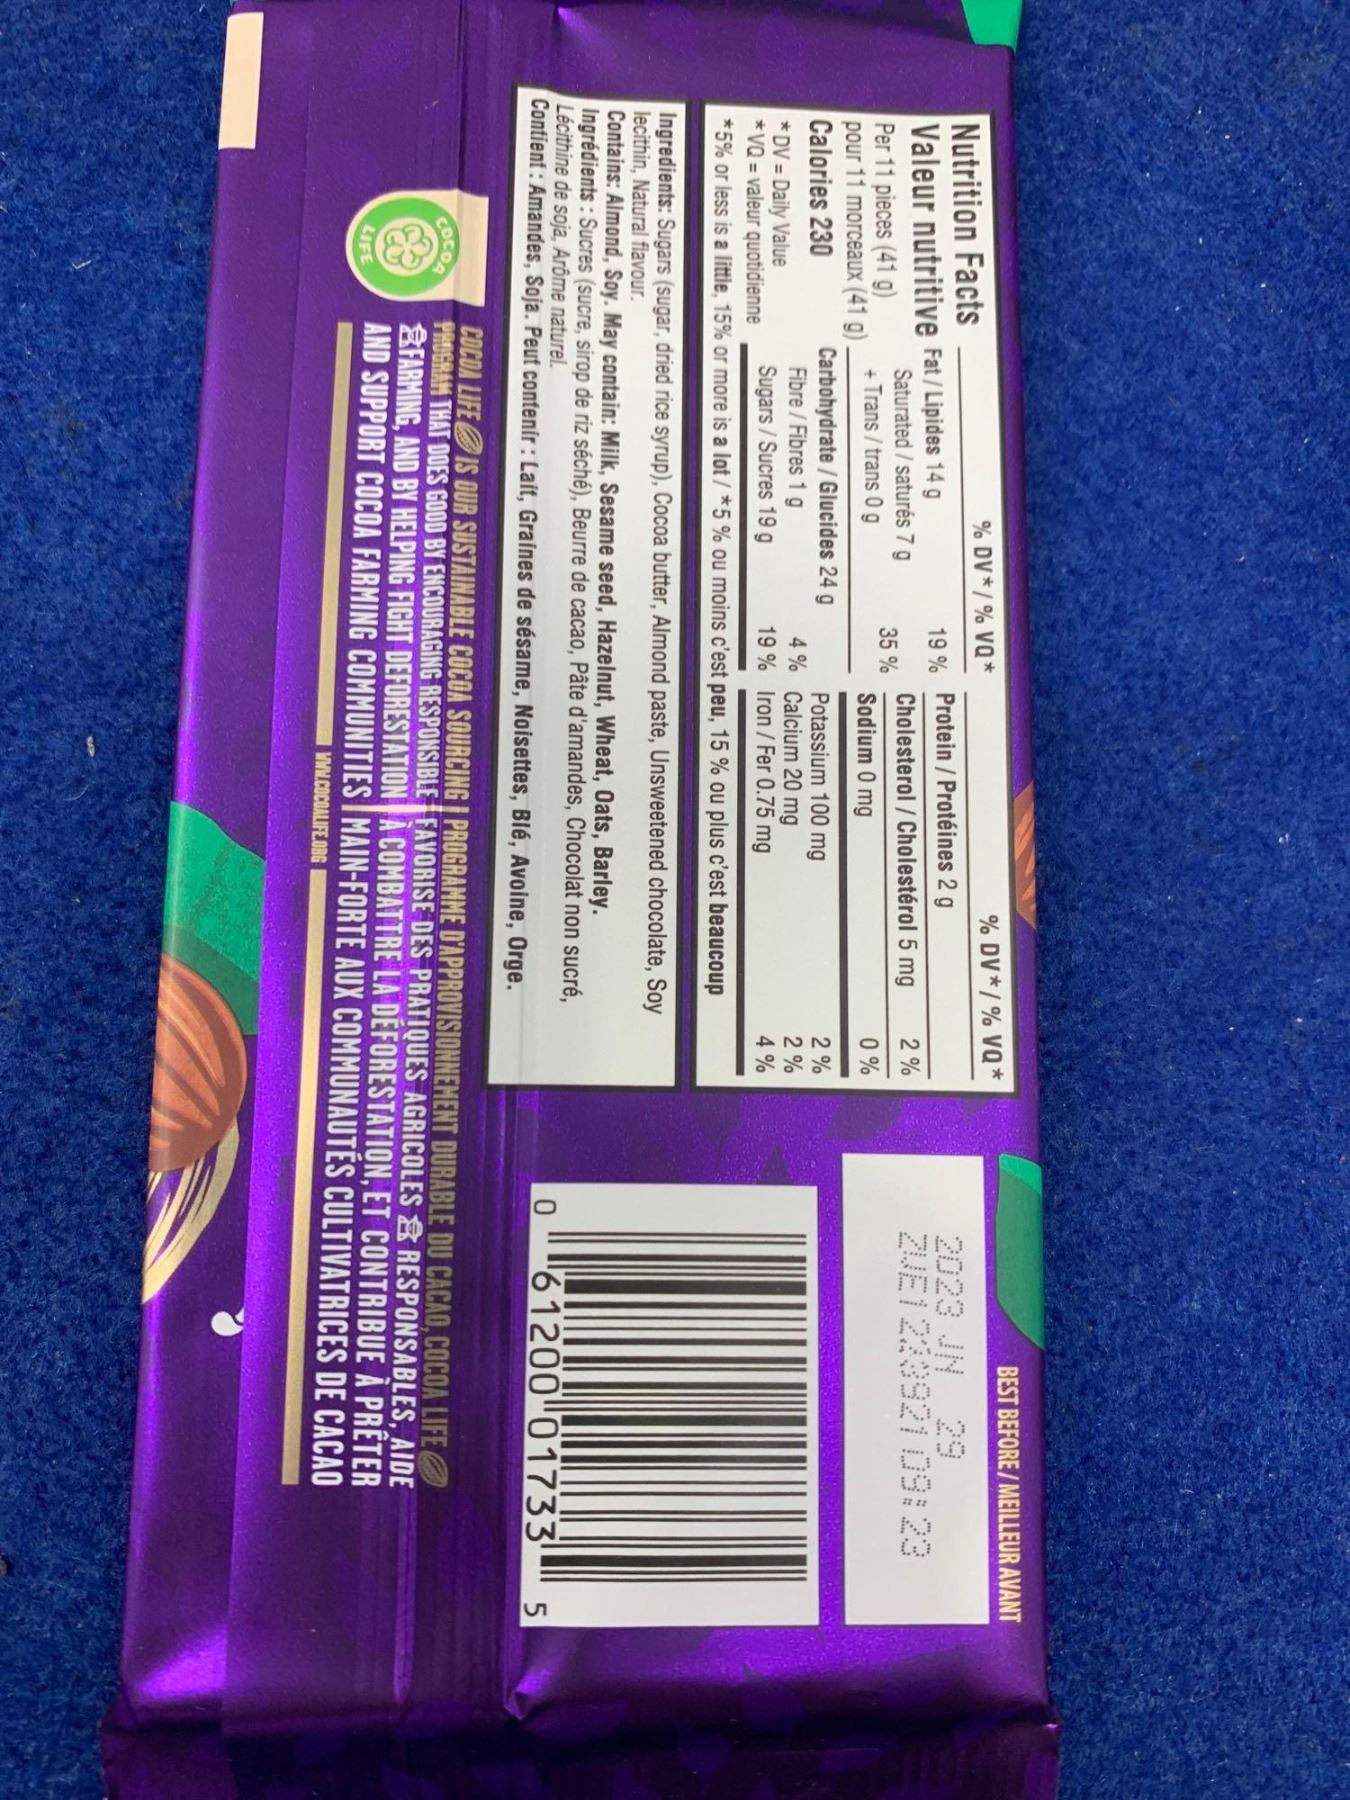 Nutrition Facts
Valeur nutritive
Per 11 pieces (41 g)
pour 11 morceaux (41 g)
Calories 230
*DV = Daily Value
*VQ = valeur quotidienne
% DV* / % VQ*
Fat / Lipides 14 g 19 %
Saturated / saturés 7 g 35 %
+ Trans / trans 0 g
Carbohydrate / Glucides 24 g
Fibre / Fibres 1 g 4 %
Sugars / Sucres 19 g 19 %
% DV* / % VQ*
Protein / Protéines 2 g
Cholesterol / Cholestérol 5 mg 2 %
Sodium 0 mg 0 %
Potassium 100 mg 2 %
Calcium 20 mg 2 %
Iron / Fer 0.75 mg 4 %
*5% or less is a little, 15% or more is a lot / *5 % ou moins c'est peu, 15 % ou plus c'est beaucoup
Ingredients: Sugars (sugar, dried rice syrup), Cocoa butter, Almond paste, Unsweetened chocolate, Soy
lecithin, Natural flavour.
Contains: Almond, Soy. May contain: Milk, Sesame seed, Hazelnut, Wheat, Oats, Barley.
Ingrédients : Sucres (sucre, sirop de riz séché), Beurre de cacao, Pâte d'amandes, Chocolat non sucré,
Lécithine de soja, Arôme naturel.
Contient : Amandes, Soja. Peut contenir : Lait, Graines de sésame, Noisettes, Blé, Avoine, Orge.
BEST BEFORE / MEILLEUR AVANT
2023 JN 29
08:23
0 61200 01733 5
COCOA
LIFE
COCOA LIFE IS OUR SUSTAINABLE COCOA SOURCING
PROGRAM THAT DOES GOOD BY ENCOURAGING RESPONSIBLE
FARMING, AND BY HELPING FIGHT DEFORESTATION
AND SUPPORT COCOA FARMING COMMUNITIES
PROGRAMME D'APPROVISIONNEMENT DURABLE DU CACAO, COCOA LIFE
FAVORISE DES PRATIQUES AGRICOLES RESPONSABLES, AIDE
À COMBATTRE LA DÉFORESTATION, ET CONTRIBUE À PRÊTER
MAIN-FORTE AUX COMMUNAUTÉS CULTIVATRICES DE CACAO
WWW.COCOALIFE.ORG